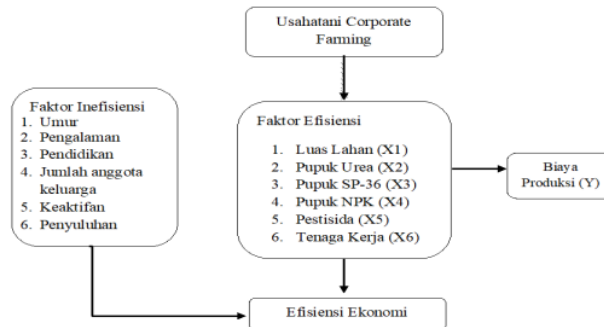 Usahatani Corporate
Farming
Faktor Inefisiensi
1. Umur
2. Pengalaman
3. Pendidikan
4. Jumlah anggota
keluarga
5. Keaktifan
6. Penyuluhan
Faktor Efisiensi
1. Luas Lahan (X1)
2. Pupuk Urea (X2)
3. Pupuk SP-36 (X3)
4. Pupuk NPK (X4)
5. Pestisida (X5)
6. Tenaga Kerja (X6)
Biaya
Produksi (Y)
Efisiensi Ekonomi